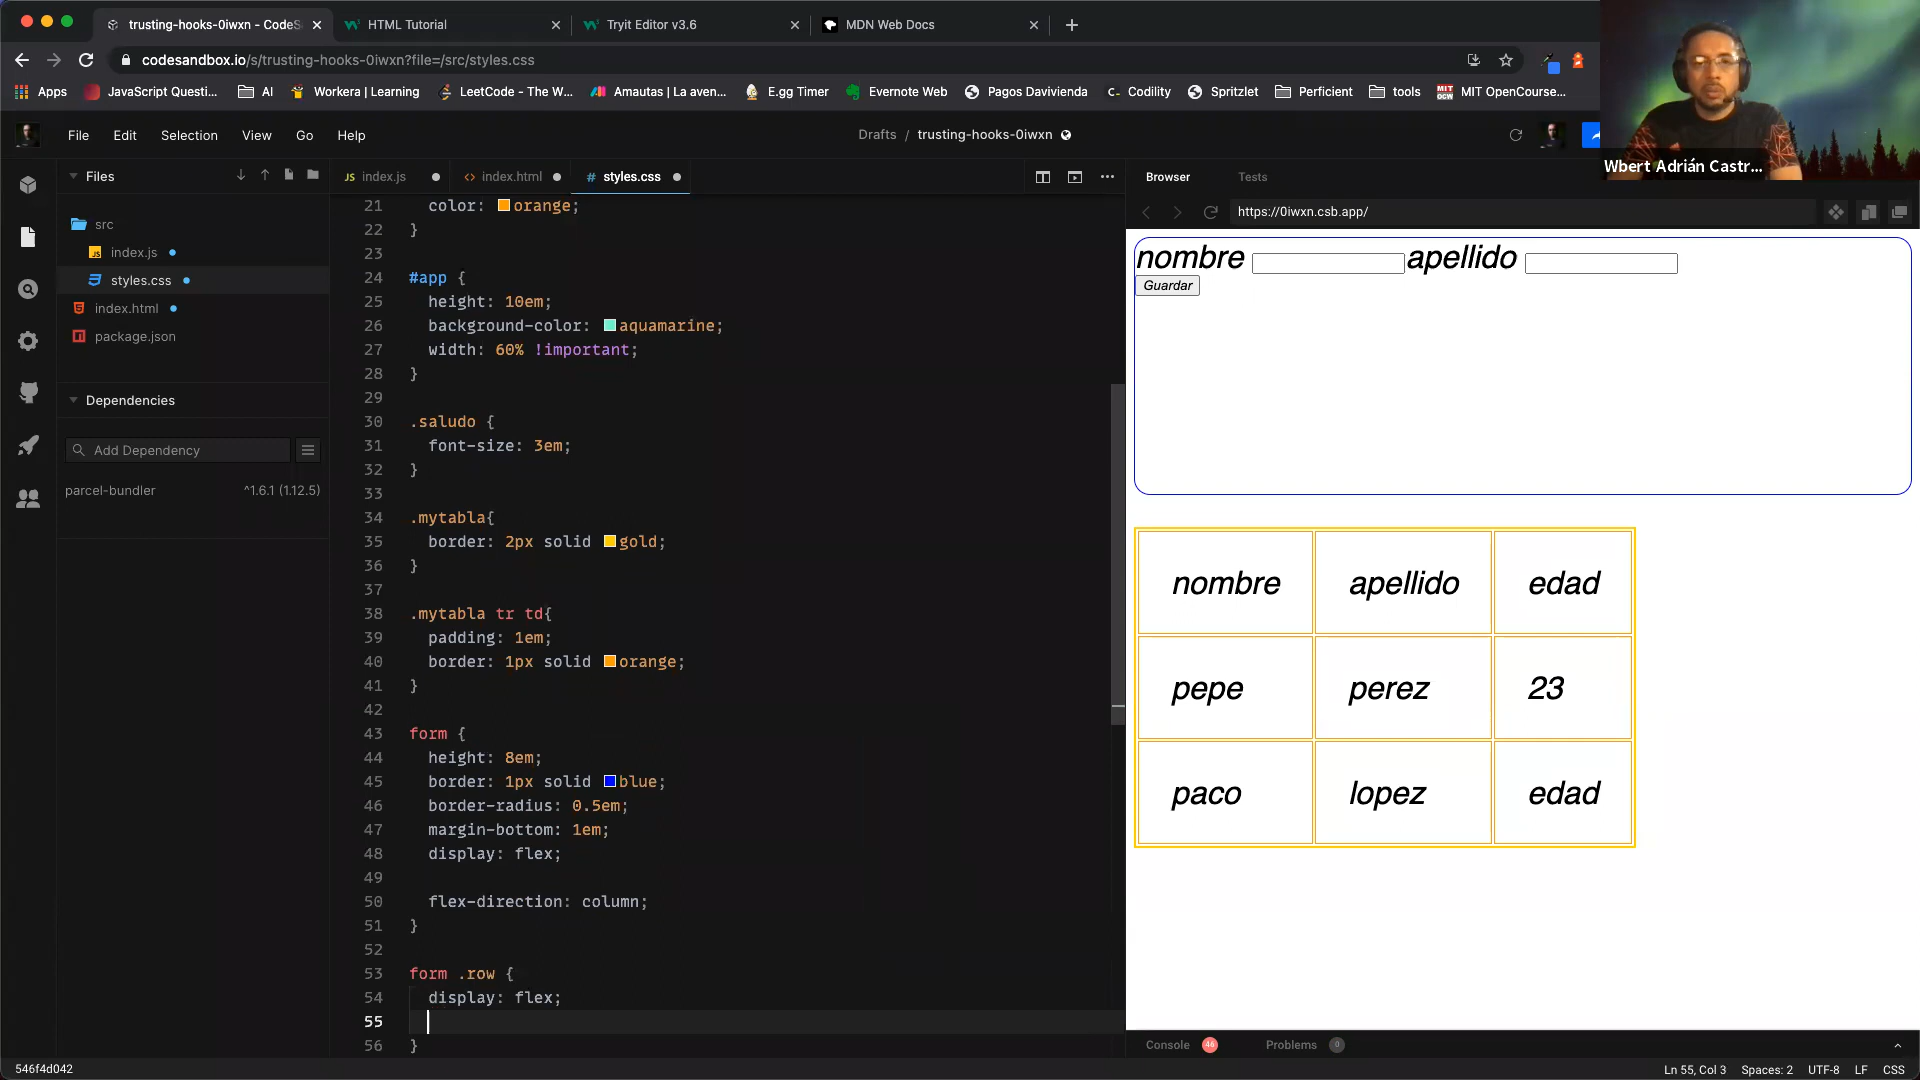 trusting-hooks-0iwxn - CodeS
HTML Tutorial
Tryit Editor v3.6
MDN Web Docs
codesandbox.io/s/trusting-hooks-0iwxn?file=/src/styles.css
Apps
JavaScript Questi...
AI
Workera | Learning
LeetCode - The W...
Amautas | La aven...
E.gg Timer
Evernote Web
Pagos Davivienda
Codility
Spritzlet
Perficient
tools
MIT OpenCourse...
Wbert Adrián Castr...
File
Edit
Selection
View
Go
Help
Drafts / trusting-hooks-0iwxn
Files
src
index.js
styles.css
index.html
package.json
Dependencies
Add Dependency
parcel-bundler ^1.6.1 (1.12.5)
JS index.js
<> index.html
# styles.css
21 color: orange;
22 }
23
24 #app {
25 height: 10em;
26 background-color: aquamarine;
27 width: 60% !important;
28 }
29
30 .saludo {
31 font-size: 3em;
32 }
33
34 .mytabla{
35 border: 2px solid gold;
36 }
37
38 .mytabla tr td{
39 padding: 1em;
40 border: 1px solid orange;
41 }
42
43 form {
44 height: 8em;
45 border: 1px solid blue;
46 border-radius: 0.5em;
47 margin-bottom: 1em;
48 display: flex;
49
50 flex-direction: column;
51 }
52
53 form .row {
54 display: flex;
55
56 }
Browser
Tests
https://0iwxn.csb.app/
nombre apellido
Guardar
nombre apellido edad
pepe perez 23
paco lopez edad
Console 46
Problems 0
546f4d042
Ln 55, Col 3
Spaces: 2
UTF-8
LF
CSS